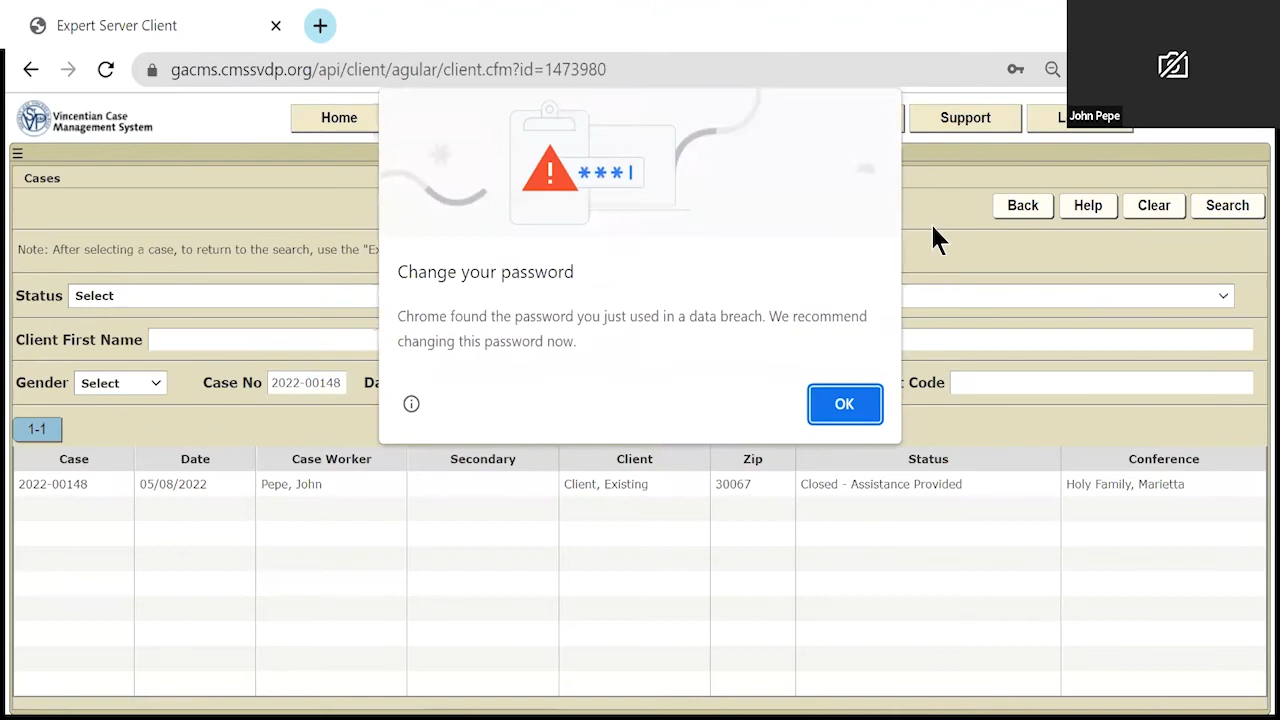 Expert Server Client
gacms.cmssvdp.org/api/client/agular/client.cfm?id=1473980
John Pepe
Vincentian Case
Management System
Home
Support
L
Cases
Back
Help
Clear
Search
Note: After selecting a case, to return to the search, use the "Ex
Change your password
Chrome found the password you just used in a data breach. We recommend
changing this password now.
OK
Status
Select
Client First Name
Gender
Select
Case No
2022-00148
Da
t Code
1-1
Case Date Case Worker Secondary Client Zip Status Conference
2022-00148 05/08/2022 Pepe, John Client, Existing 30067 Closed - Assistance Provided Holy Family, Marietta